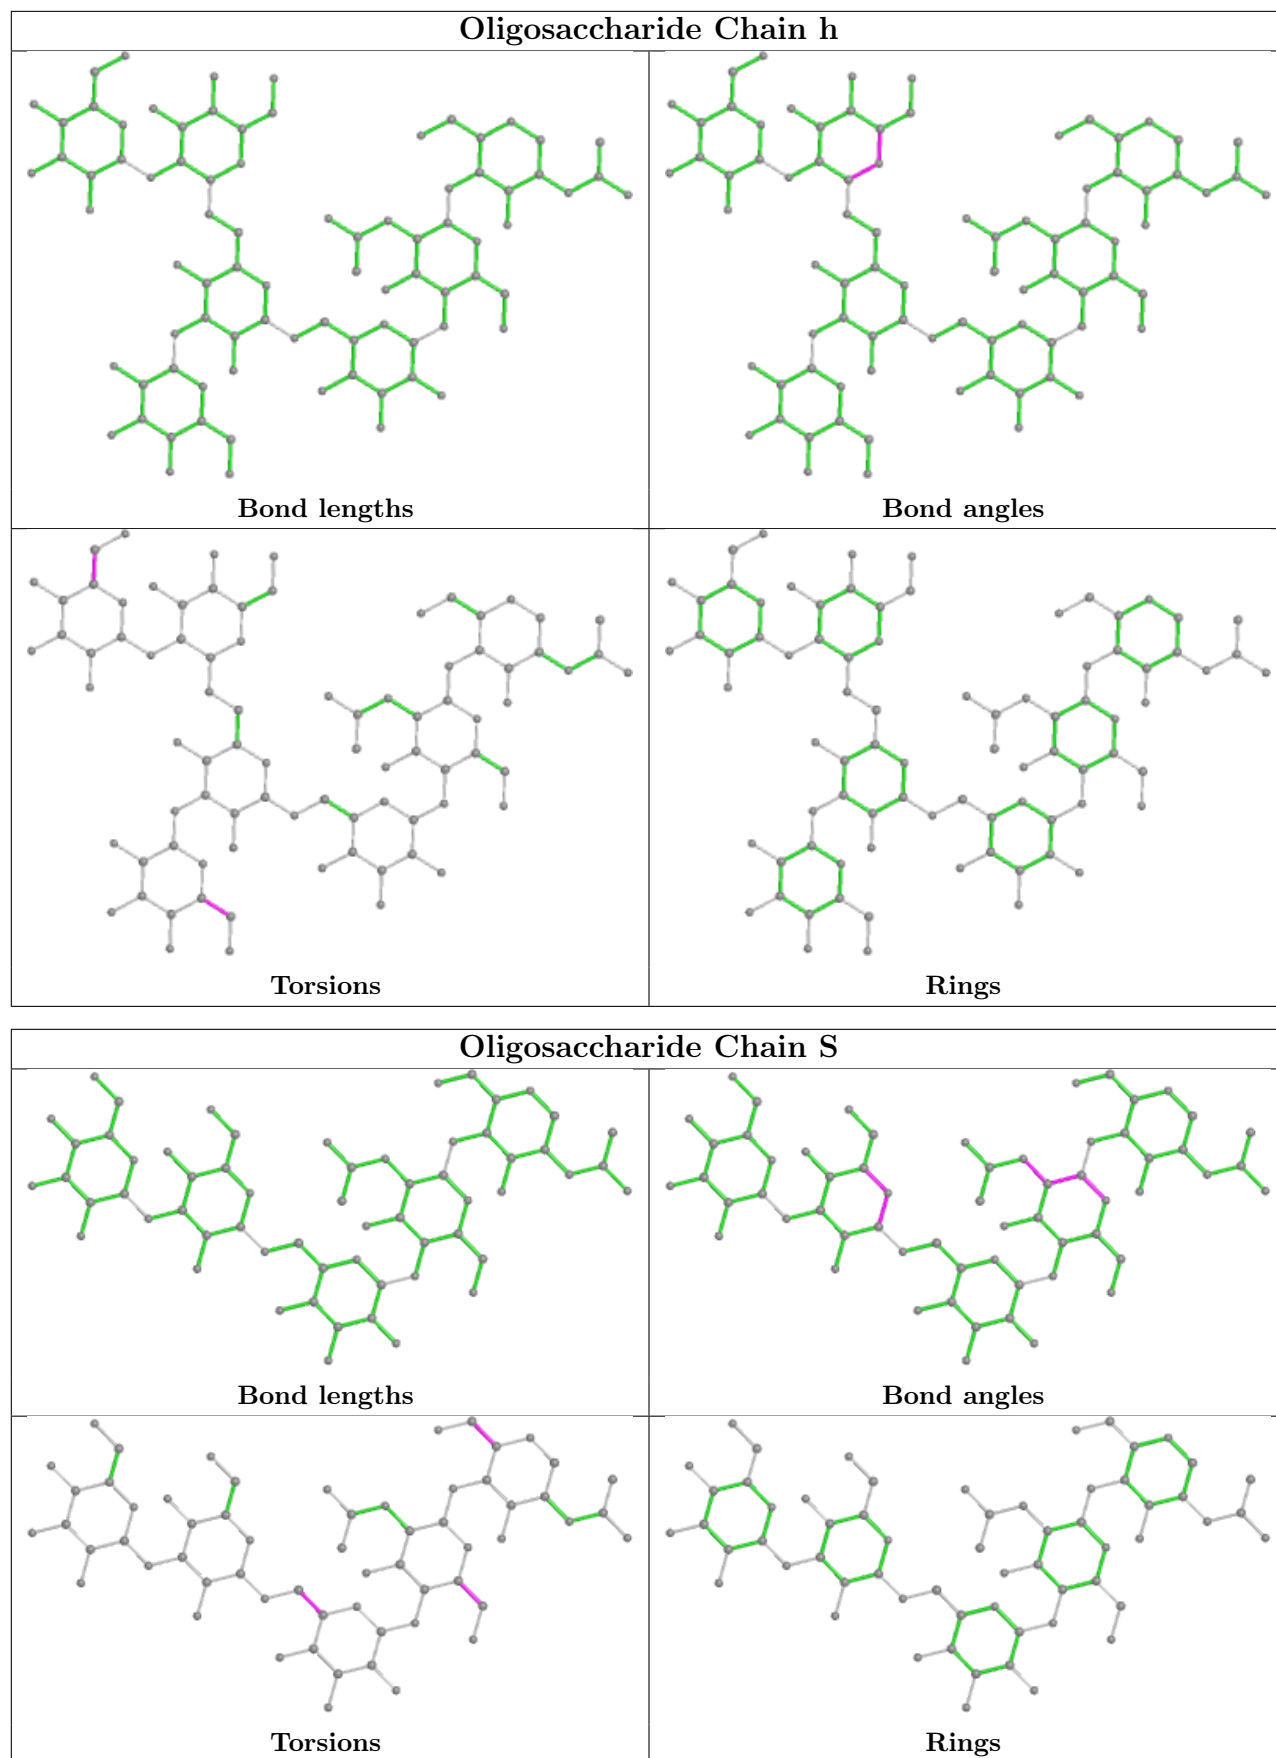 Oligosaccharide Chain h
Bond lengths
Bond angles
Torsions
Rings
Oligosaccharide Chain S
Bond lengths
Bond angles
Torsions
Rings